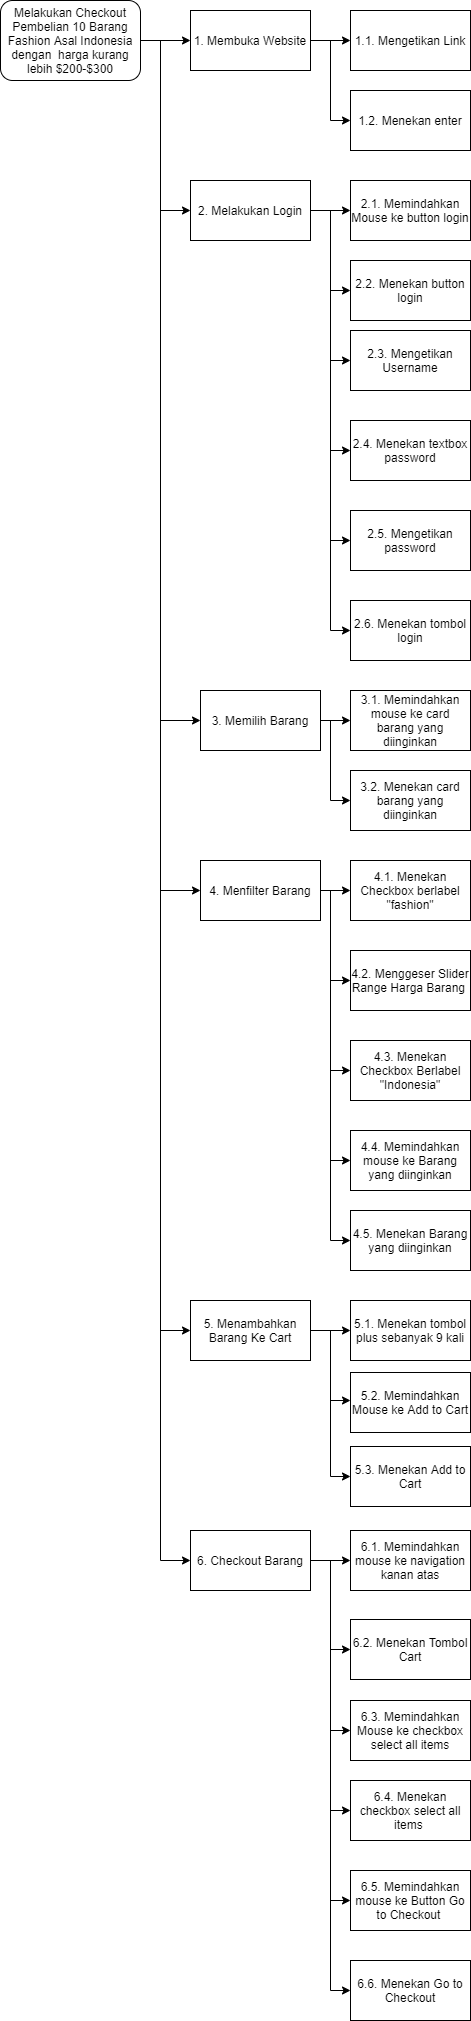 Melakukan Checkout
Pembelian 10 Barang
Fashion Asal Indonesia
dengan harga kurang
lebih $200-$300
1. Membuka Website
1.1. Mengetikan Link
1.2. Menekan enter
2. Melakukan Login
2.1. Memindahkan
Mouse ke button login
2.2. Menekan button
login
2.3. Mengetikan
Username
2.4. Menekan textbox
password
2.5. Mengetikan
password
2.6. Menekan tombol
login
3. Memilih Barang
3.1. Memindahkan
mouse ke card
barang yang
diinginkan
3.2. Menekan card
barang yang
diinginkan
4. Menfilter Barang
4.1. Menekan
Checkbox berlabel
"fashion"
4.2. Menggeser Slider
Range Harga Barang
4.3. Menekan
Checkbox Berlabel
"Indonesia"
4.4. Memindahkan
mouse ke Barang
yang diinginkan
4.5. Menekan Barang
yang diinginkan
5. Menambahkan
Barang Ke Cart
5.1. Menekan tombol
plus sebanyak 9 kali
5.2. Memindahkan
Mouse ke Add to Cart
5.3. Menekan Add to
Cart
6. Checkout Barang
6.1. Memindahkan
mouse ke navigation
kanan atas
6.2. Menekan Tombol
Cart
6.3. Memindahkan
Mouse ke checkbox
select all items
6.4. Menekan
checkbox select all
items
6.5. Memindahkan
mouse ke Button Go
to Checkout
6.6. Menekan Go to
Checkout